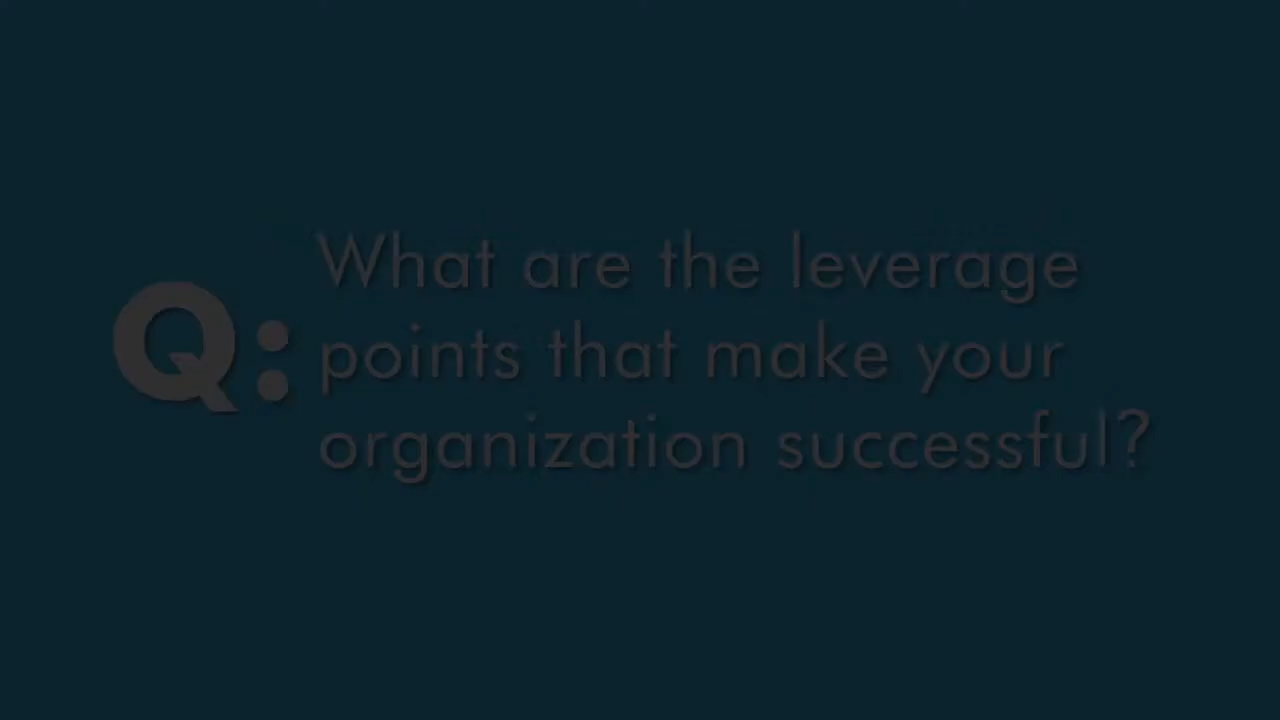 Q: What are the leverage
points that make your
organization successful?